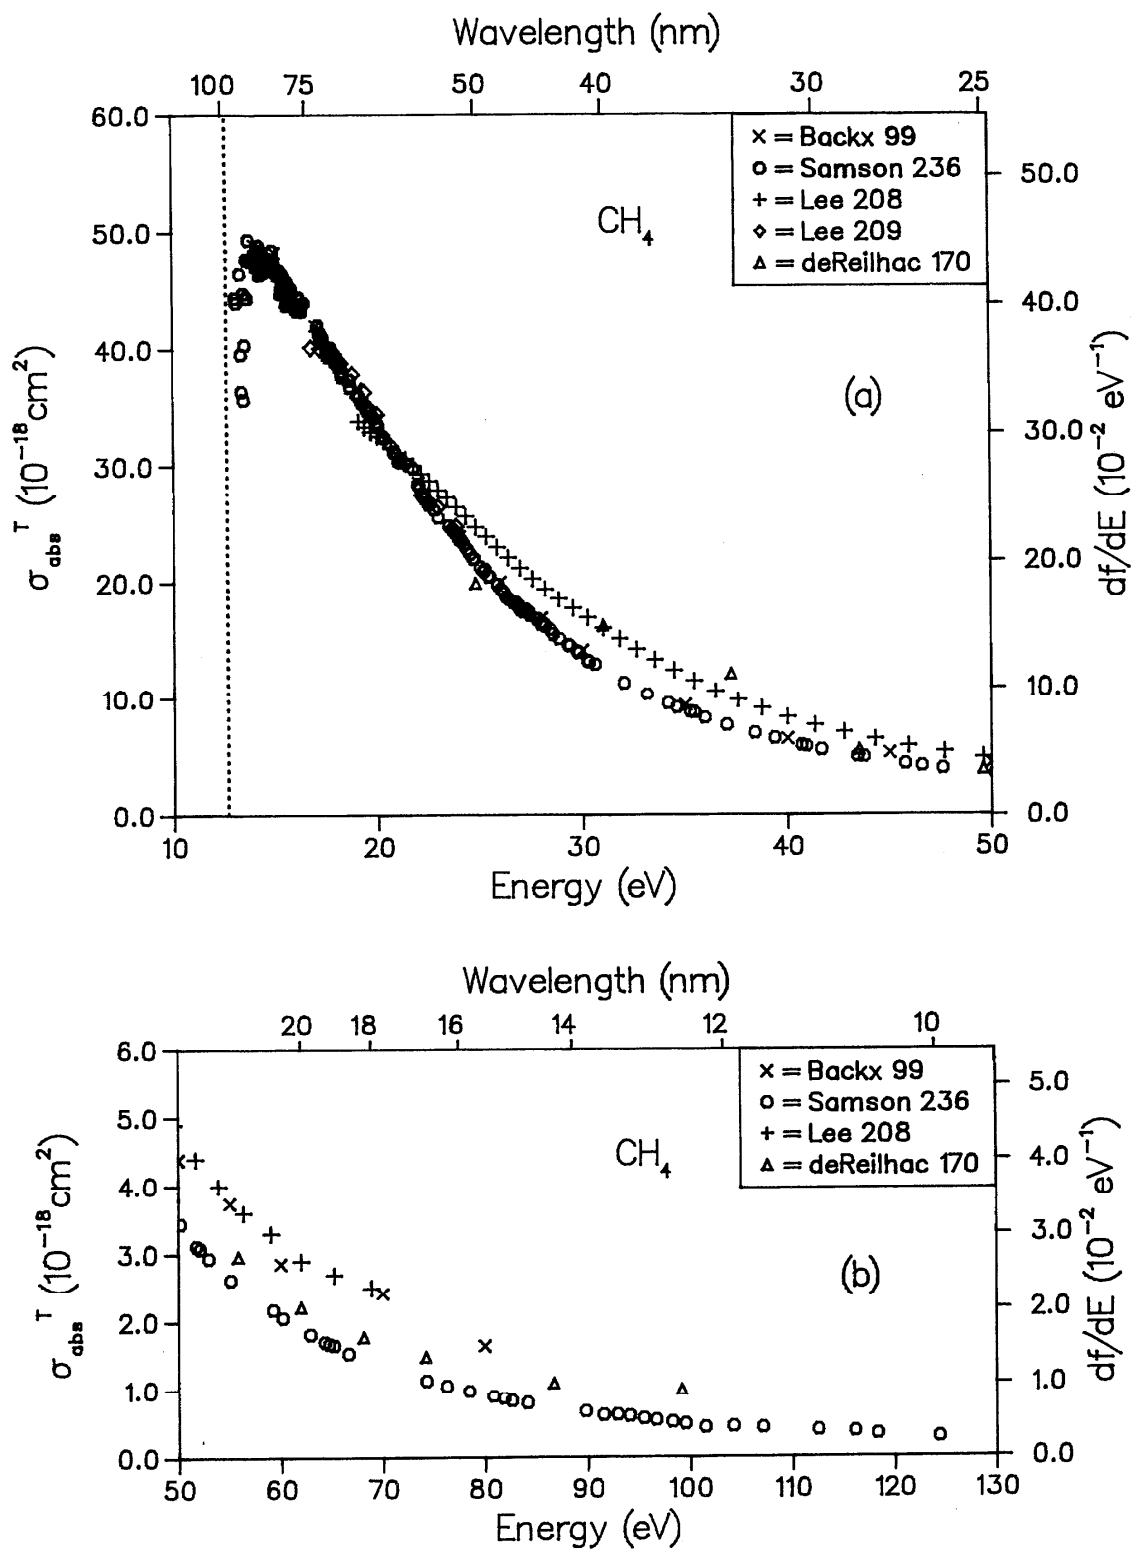 Wavelength (nm)
100 75 50 40 30 25
60.0
50.0
40.0
30.0
20.0
10.0
0.0
σabsᵀ (10⁻¹⁸cm²)
× = Backx 99
o = Samson 236
+ = Lee 208
◇ = Lee 209
△ = deReilhac 170
CH₄
(a)
50.0
40.0
30.0
20.0
10.0
0.0
df/dE (10⁻² eV⁻¹)
10 20 30 40 50
Energy (eV)
Wavelength (nm)
20 18 16 14 12 10
6.0
5.0
4.0
3.0
2.0
1.0
0.0
σabsᵀ (10⁻¹⁸cm²)
× = Backx 99
o = Samson 236
+ = Lee 208
△ = deReilhac 170
CH₄
(b)
5.0
4.0
3.0
2.0
1.0
0.0
df/dE (10⁻² eV⁻¹)
50 60 70 80 90 100 110 120 130
Energy (eV)